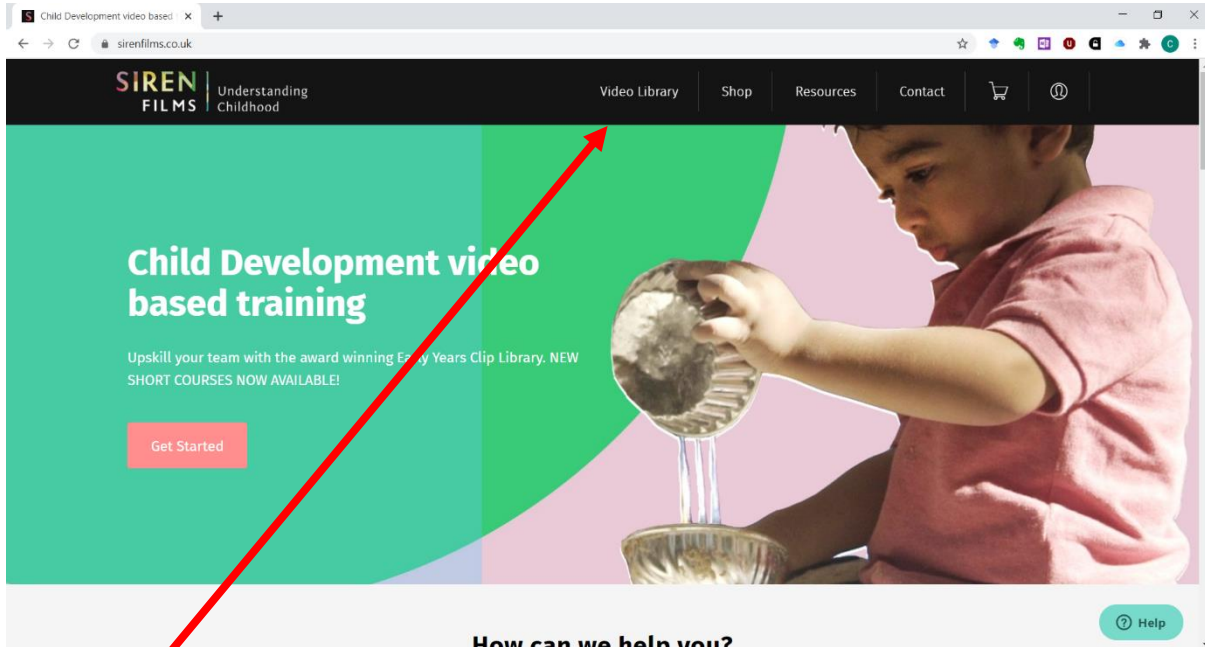 Child Development video based
sirenfilms.co.uk
SIREN FILMS
Understanding Childhood
Video Library
Shop
Resources
Contact
Child Development video
based training
Upskill your team with the award winning Early Years Clip Library. NEW
SHORT COURSES NOW AVAILABLE!
Get Started
How can we help you?
Help